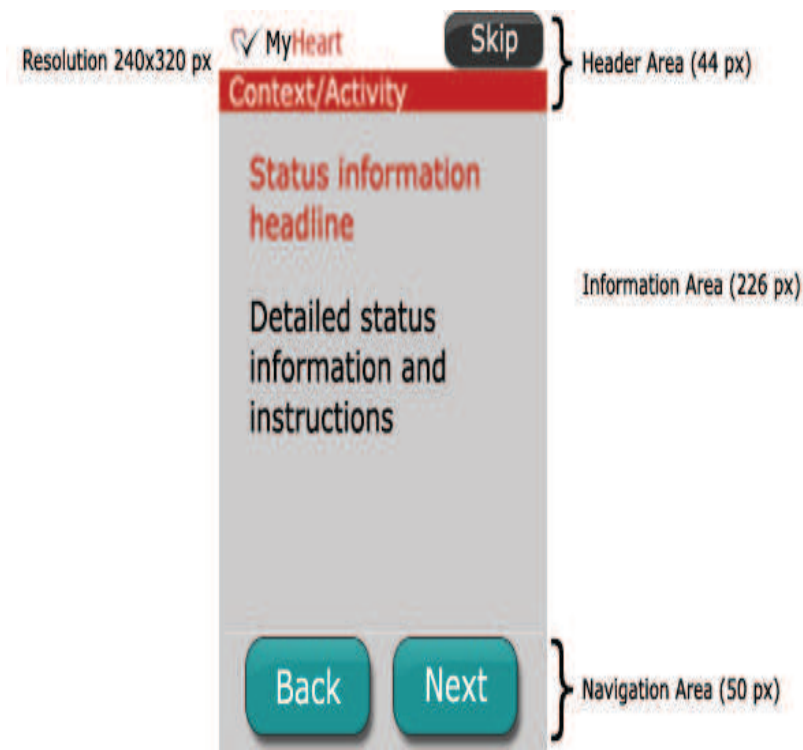 Resolution 240x320 px
MyHeart
Skip
Header Area (44 px)
Context/Activity
Status information
headline
Information Area (226 px)
Detailed status
information and
instructions
Back
Next
Navigation Area (50 px)